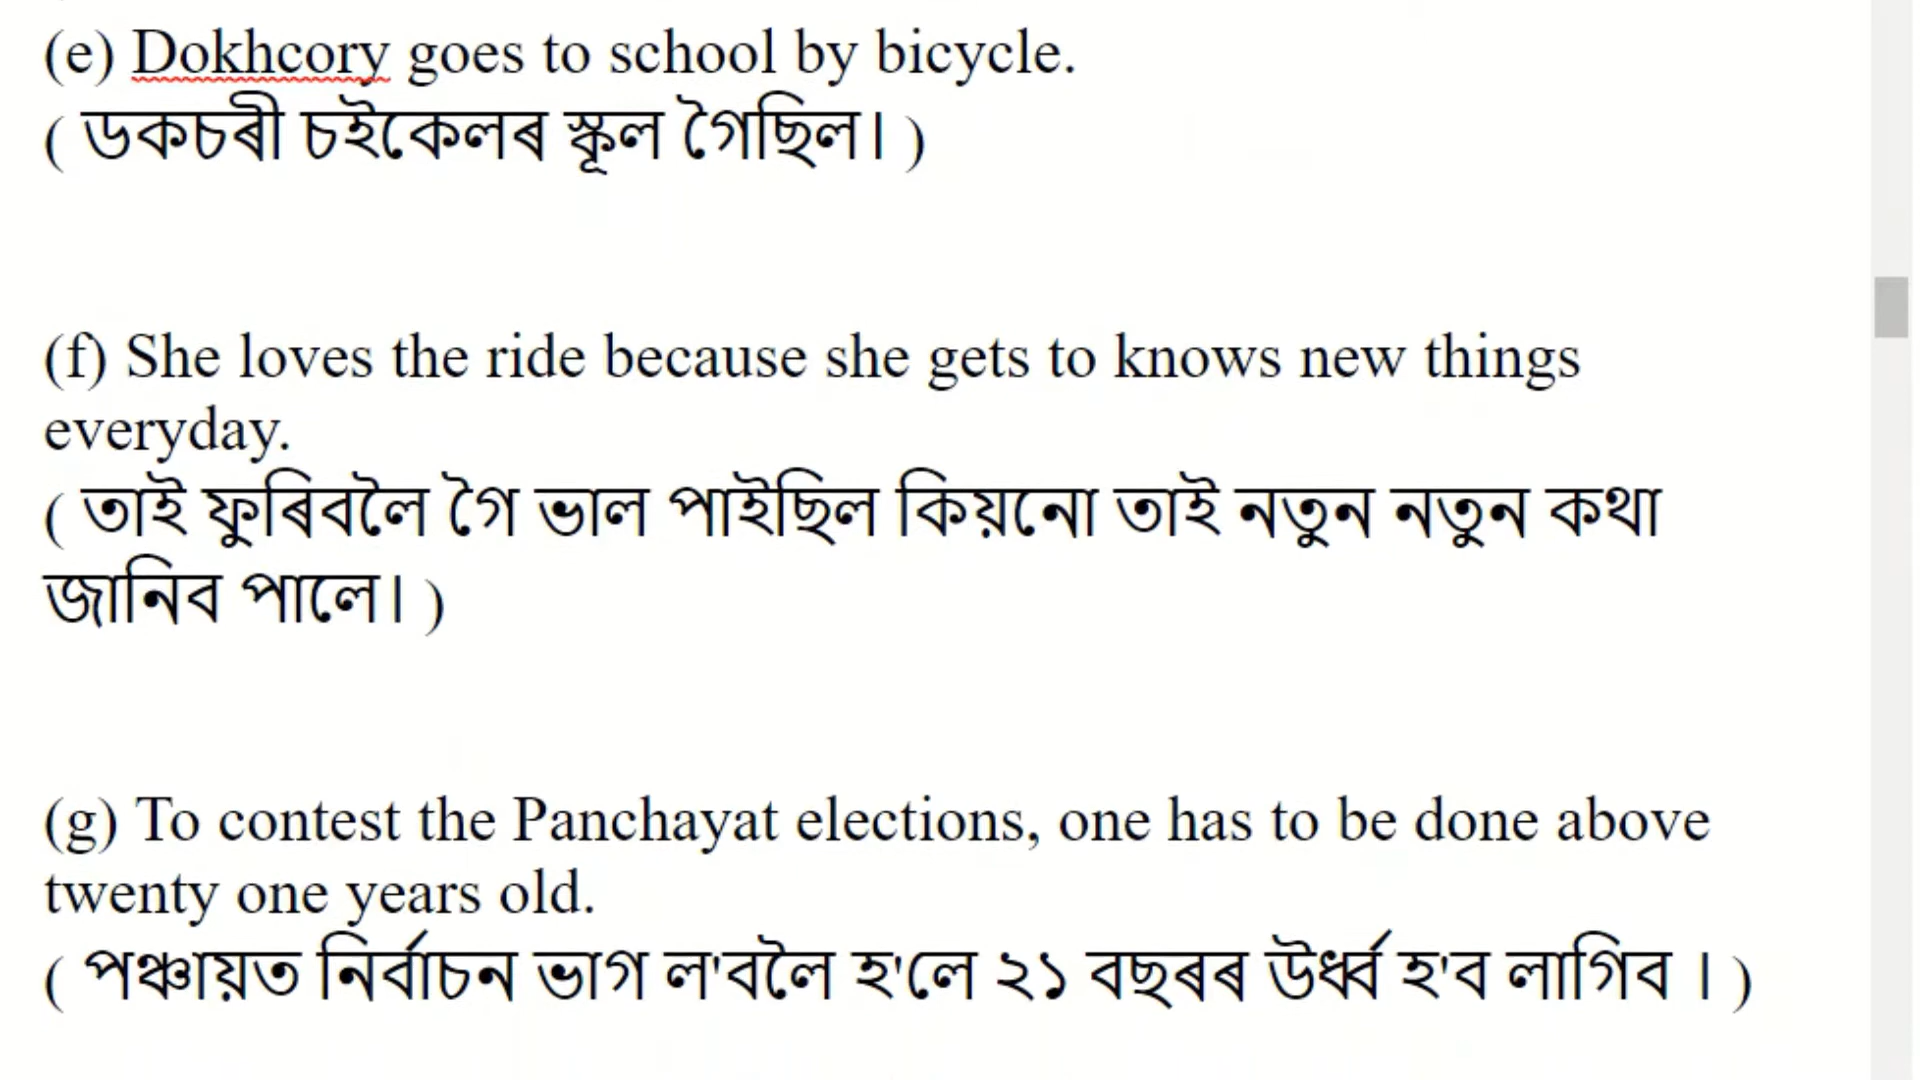 (e) Dokhcory goes to school by bicycle.
( ডকচৰী চইকেলৰ স্কূল গৈছিল। )
(f) She loves the ride because she gets to knows new things
everyday.
( তাই ফুৰিবলৈ গৈ ভাল পাইছিল কিয়নো তাই নতুন নতুন কথা
জানিব পালে। )
(g) To contest the Panchayat elections, one has to be done above
twenty one years old.
( পঞ্চায়ত নিৰ্বাচন ভাগ ল'বলৈ হ'লে ২১ বছৰৰ উৰ্ধ্ব হ'ব লাগিব । )